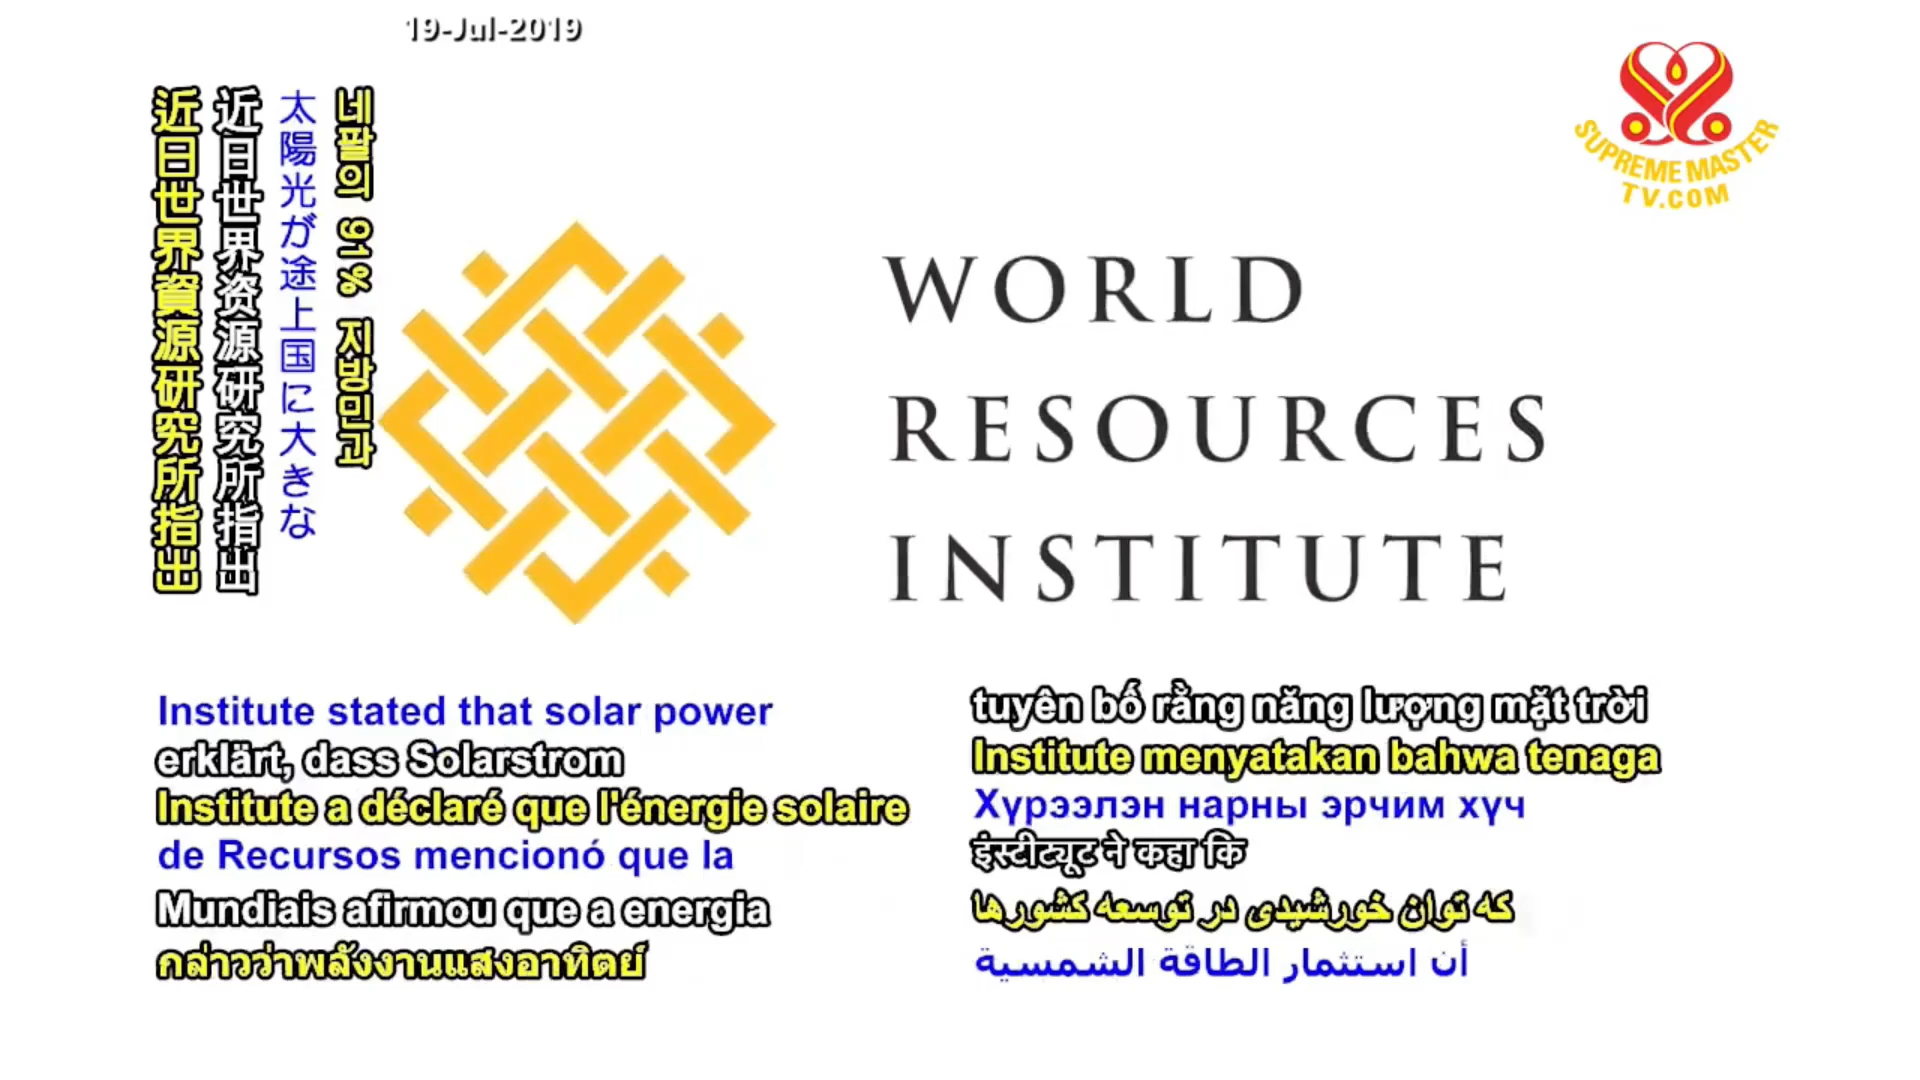 19-Jul-2019
SUPREME MASTER
TV.COM
近日世界資源研究所指出
近日世界资源研究所指出
太陽光が途上国に大きな
네팔의 91% 지방민과
WORLD
RESOURCES
INSTITUTE
Institute stated that solar power
erklärt, dass Solarstrom
Institute a déclaré que l'énergie solaire
de Recursos mencionó que la
Mundiais afirmou que a energia
กล่าวว่าพลังงานแสงอาทิตย์
tuyên bố rằng năng lượng mặt trời
Institute menyatakan bahwa tenaga
Хүрээлэн нарны эрчим хүч
इंस्टीट्यूट ने कहा कि
که توان خورشیدی در توسعه کشورها
أن استثمار الطاقة الشمسية